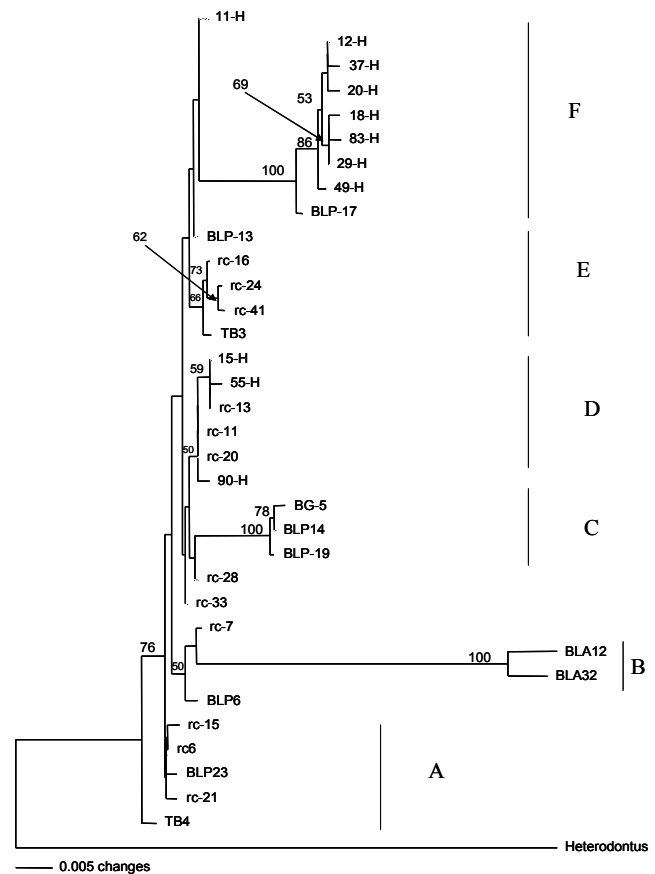 11-H
12-H
37-H
69
20-H
53
18-H
F
83-H
86
29-H
100
49-H
BLP-17
BLP-13
62
rc-16
73
E
rc-24
66
rc-41
TB3
15-H
59
55-H
rc-13
D
rc-11
50
rc-20
90-H
BG-5
78
BLP14
C
100
BLP-19
rc-28
rc-33
rc-7
76
BLA12
100
50
B
BLA32
BLP6
rc-15
rc6
BLP23
A
rc-21
TB4
Heterodontus
0.005 changes